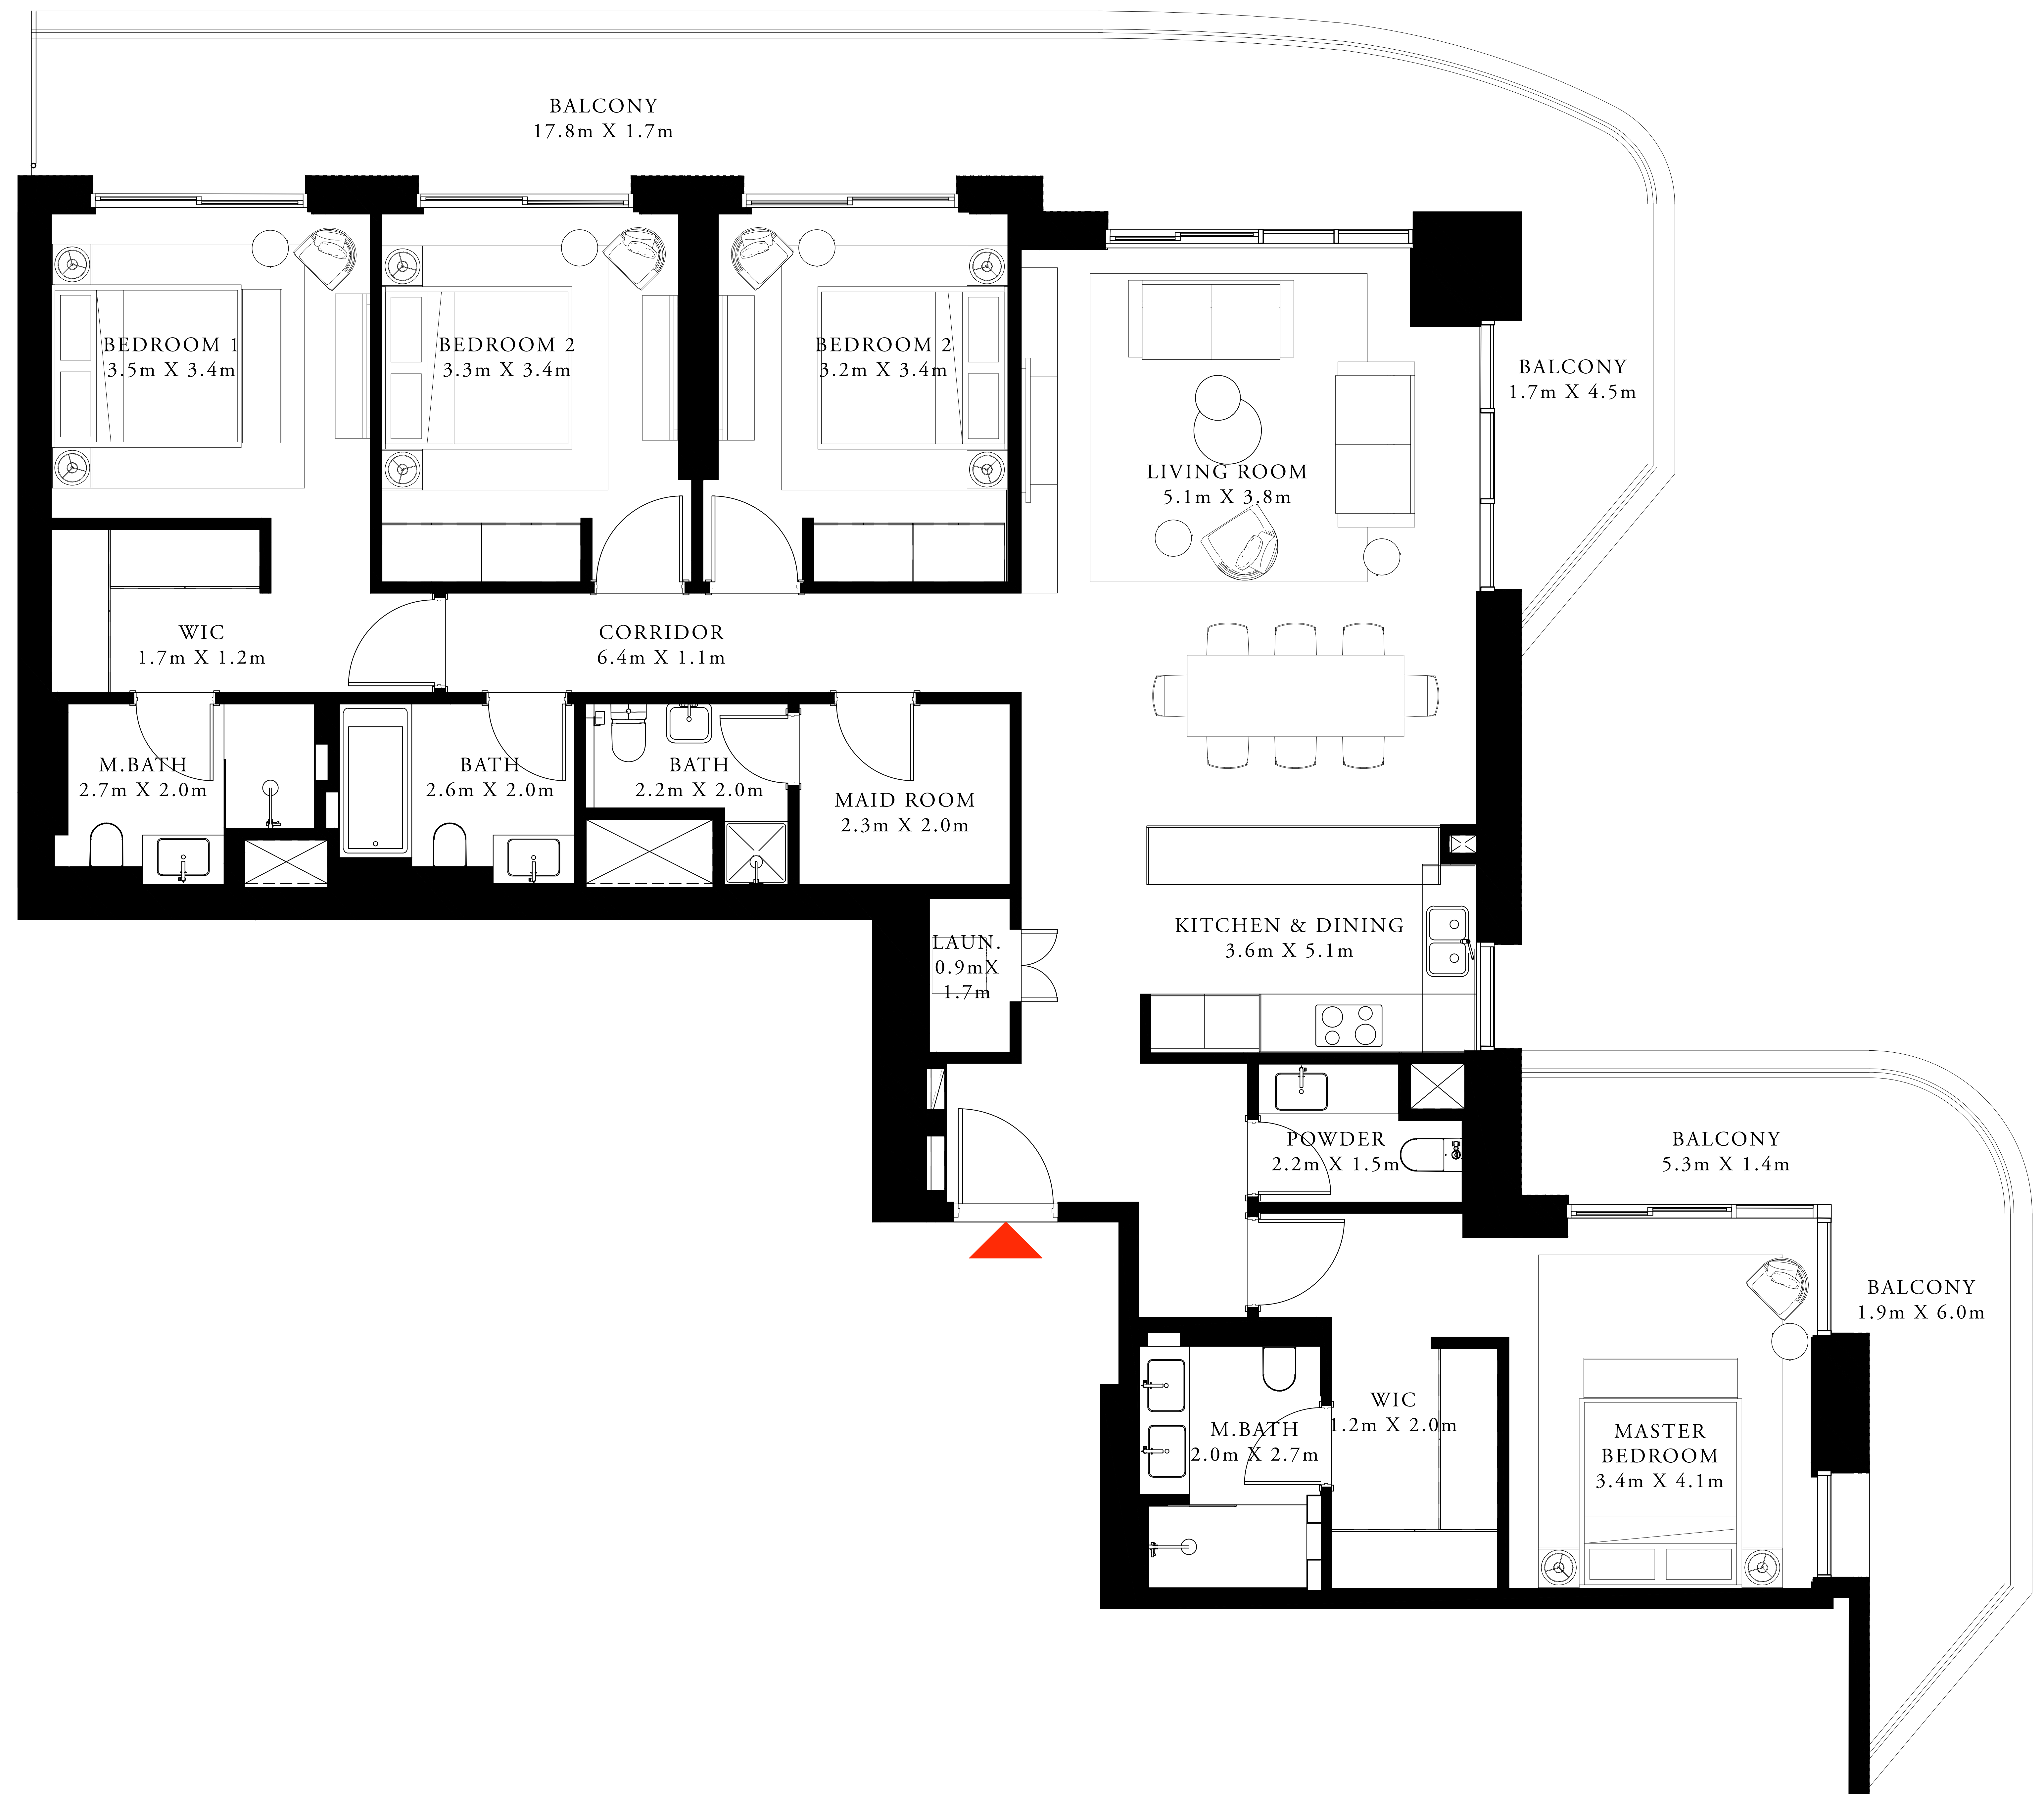 BALCONY
17.8m X 1.7m
BEDROOM 1
3.5m X 3.4m
BEDROOM 2
3.3m X 3.4m
BEDROOM 2
3.2m X 3.4m
BALCONY
1.7m X 4.5m
LIVING ROOM
5.1m X 3.8m
WIC
1.7m X 1.2m
CORRIDOR
6.4m X 1.1m
M.BATH
2.7m X 2.0m
BATH
2.6m X 2.0m
BATH
2.2m X 2.0m
MAID ROOM
2.3m X 2.0m
KITCHEN & DINING
3.6m X 5.1m
LAUN.
0.9mX
1.7m
POWDER
2.2m X 1.5m
BALCONY
5.3m X 1.4m
BALCONY
1.9m X 6.0m
WIC
1.2m X 2.0m
M.BATH
2.0m X 2.7m
MASTER
BEDROOM
3.4m X 4.1m